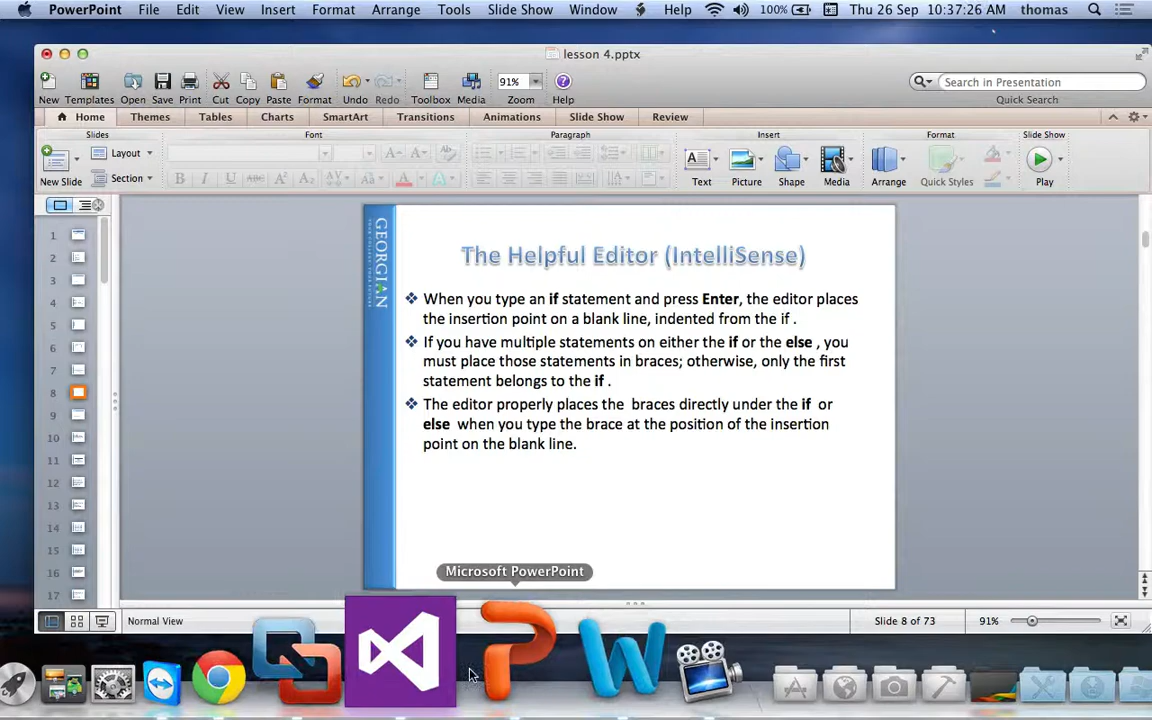 PowerPoint File Edit View Insert Format Arrange Tools Slide Show Window Help 100% Thu 26 Sep 10:37:26 AM thomas
lesson 4.pptx
91%
Search in Presentation
New Templates Open Save Print Cut Copy Paste Format Undo Redo Toolbox Media Zoom Help
Quick Search
Home Themes Tables Charts SmartArt Transitions Animations Slide Show Review
Slides Font Paragraph Insert Format Slide Show
Layout
New Slide Section
B I U ABC A A AV Aa A A
Text Picture Shape Media Arrange Quick Styles Play
1
2
3
4
5
6
7
8
9
10
11
12
13
14
15
16
17
GEORGIAN
The Helpful Editor (IntelliSense)
When you type an if statement and press Enter, the editor places
the insertion point on a blank line, indented from the if .
If you have multiple statements on either the if or the else , you
must place those statements in braces; otherwise, only the first
statement belongs to the if .
The editor properly places the braces directly under the if or
else when you type the brace at the position of the insertion
point on the blank line.
Microsoft PowerPoint
Normal View Slide 8 of 73 91%